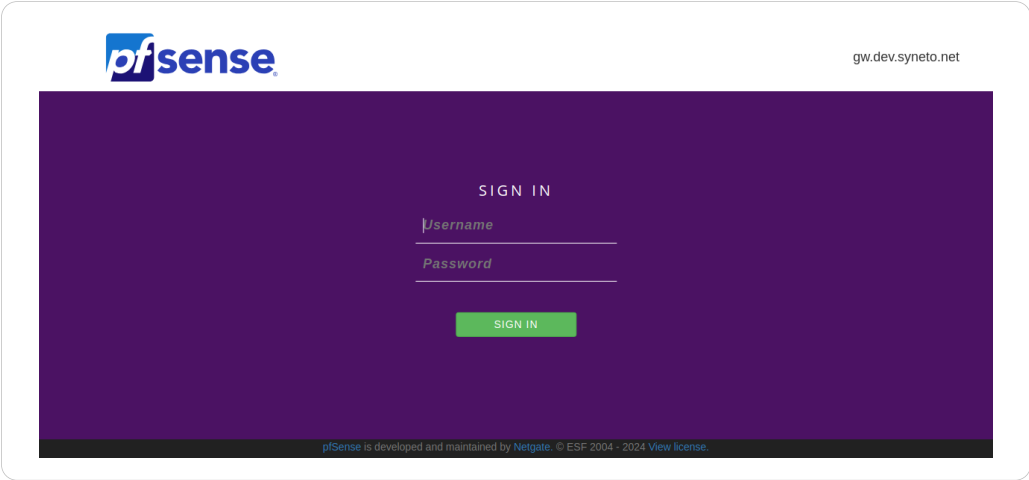 pfsense
gw.dev.syneto.net
SIGN IN
Username
Password
SIGN IN
pfSense is developed and maintained by Netgate. © ESF 2004 - 2024 View license.